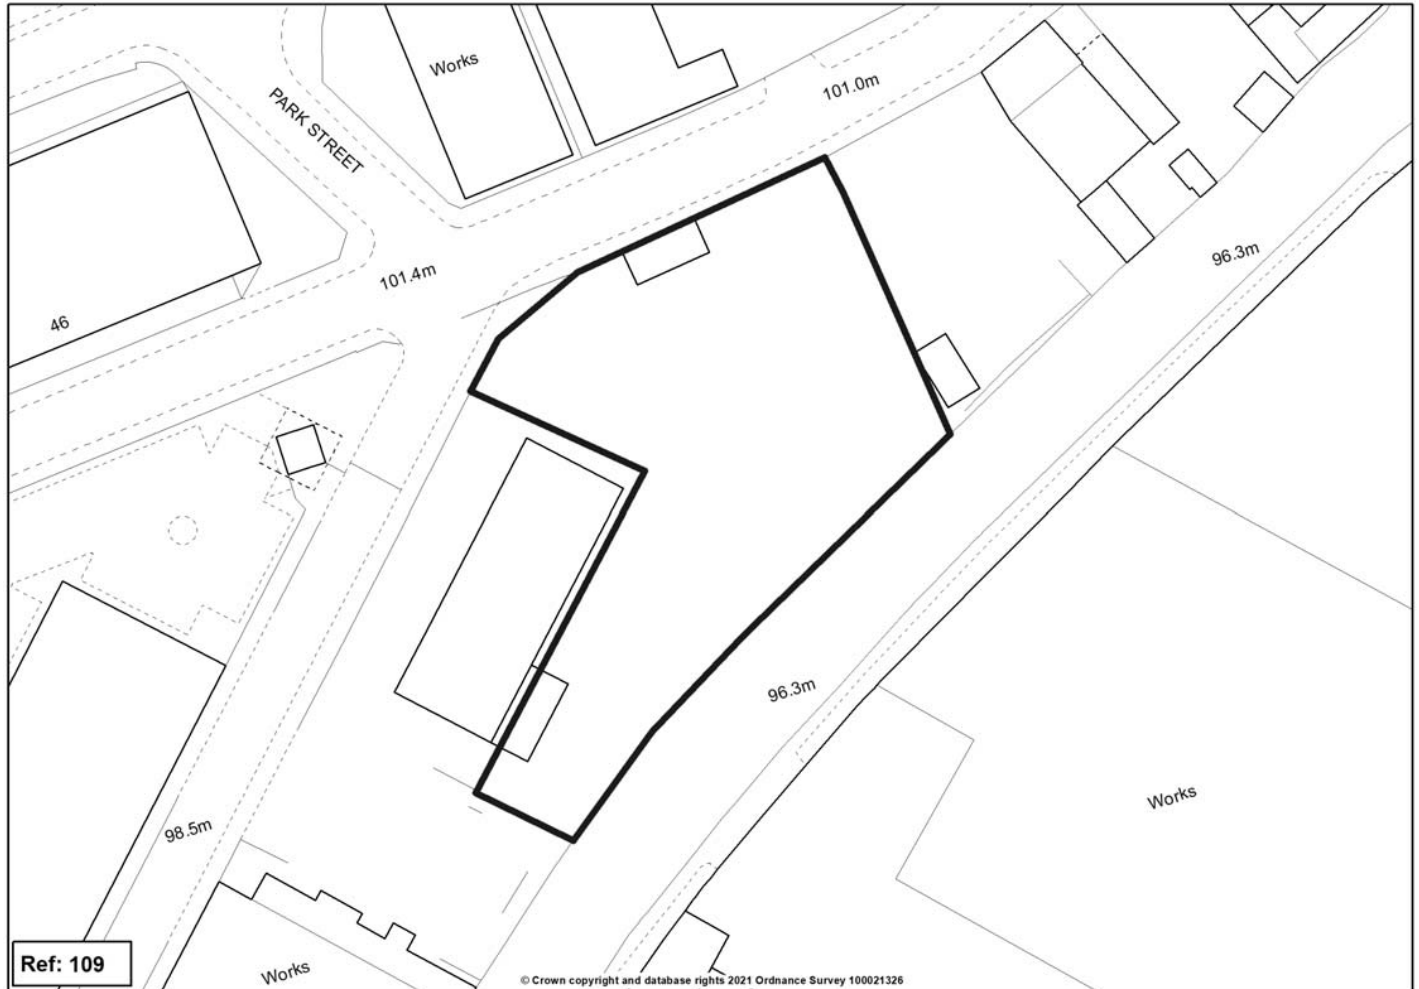 Works
101.0m
PARK STREET
96.3m
101.4m
46
96.3m
Works
98.5m
Ref: 109
Works
© Crown copyright and database rights 2021 Ordnance Survey 100021326